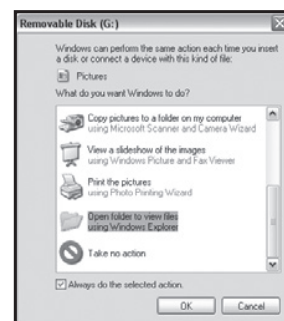 Removable Disk (G:)
Windows can perform the same action each time you insert
a disk or connect a device with this kind of file:
Pictures
What do you want Windows to do?
Copy pictures to a folder on my computer
using Microsoft Scanner and Camera Wizard
View a slideshow of the images
using Windows Picture and Fax Viewer
Print the pictures
using Photo Printing Wizard
Open folder to view files
using Windows Explorer
Take no action
Always do the selected action.
OK
Cancel